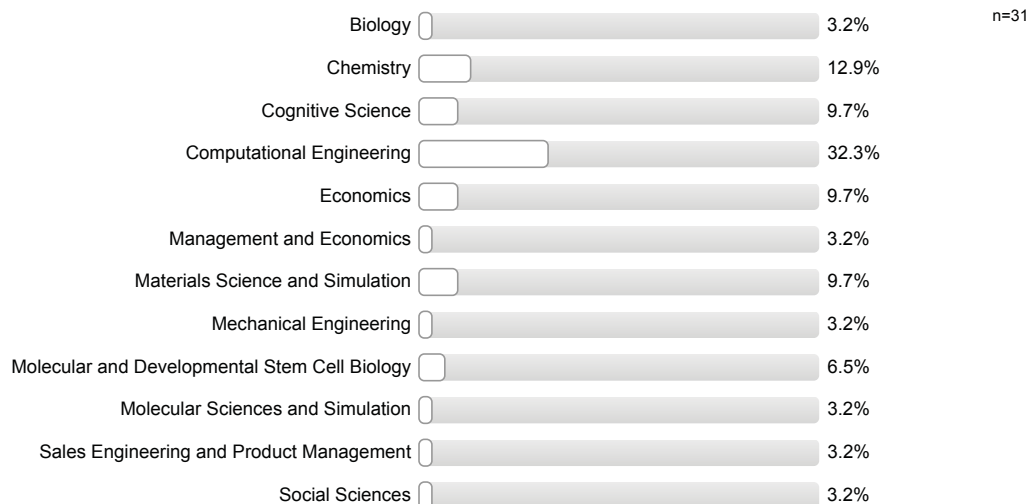 n=31
Biology 3.2%
Chemistry 12.9%
Cognitive Science 9.7%
Computational Engineering 32.3%
Economics 9.7%
Management and Economics 3.2%
Materials Science and Simulation 9.7%
Mechanical Engineering 3.2%
Molecular and Developmental Stem Cell Biology 6.5%
Molecular Sciences and Simulation 3.2%
Sales Engineering and Product Management 3.2%
Social Sciences 3.2%